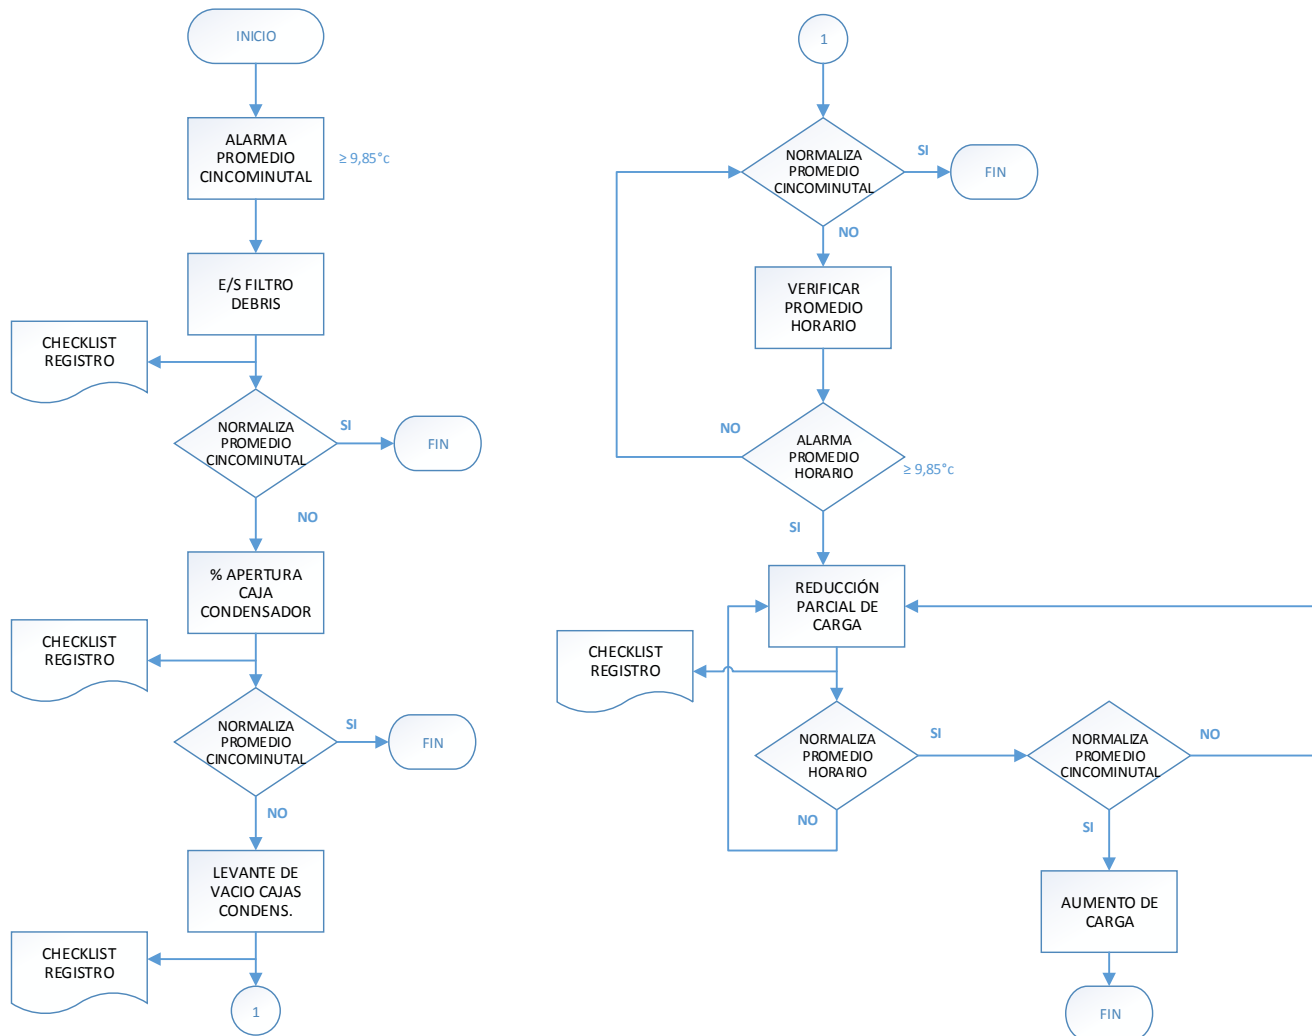 INICIO
ALARMA
PROMEDIO
CINCOMINUTAL
≥ 9,85°c
E/S FILTRO
DEBRIS
CHECKLIST
REGISTRO
NORMALIZA
PROMEDIO
CINCOMINUTAL
SI
FIN
NO
% APERTURA
CAJA
CONDENSADOR
CHECKLIST
REGISTRO
NORMALIZA
PROMEDIO
CINCOMINUTAL
SI
FIN
NO
LEVANTE DE
VACIO CAJAS
CONDENS.
CHECKLIST
REGISTRO
1
1
NORMALIZA
PROMEDIO
CINCOMINUTAL
SI
FIN
NO
VERIFICAR
PROMEDIO
HORARIO
NO
ALARMA
PROMEDIO
HORARIO
≥ 9,85°c
SI
REDUCCIÓN
PARCIAL DE
CARGA
CHECKLIST
REGISTRO
NORMALIZA
PROMEDIO
HORARIO
SI
NO
NORMALIZA
PROMEDIO
CINCOMINUTAL
NO
SI
AUMENTO DE
CARGA
FIN